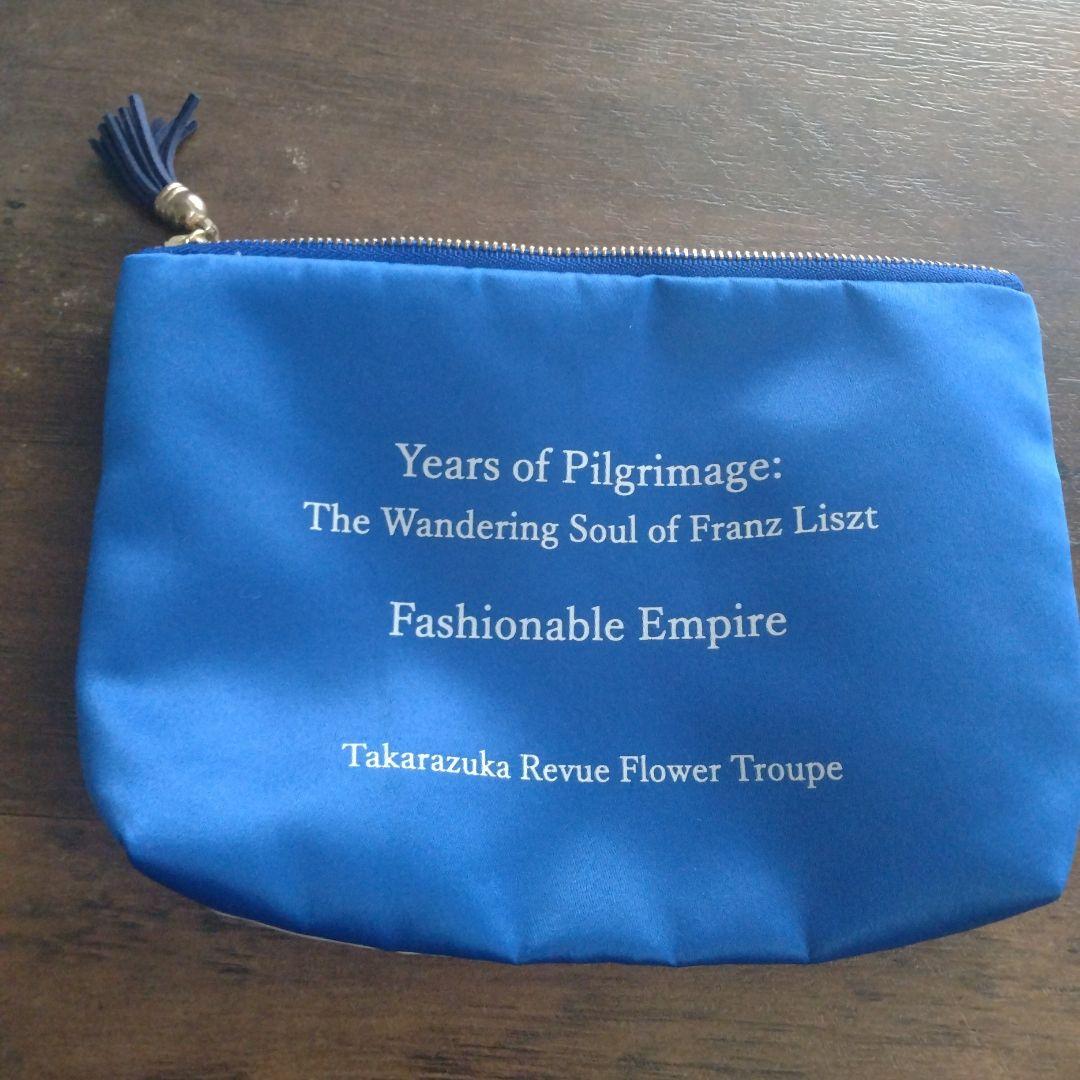 Years of Pilgrimage:
The Wandering Soul of Franz Liszt
Fashionable Empire
Takarazuka Revue Flower Troupe